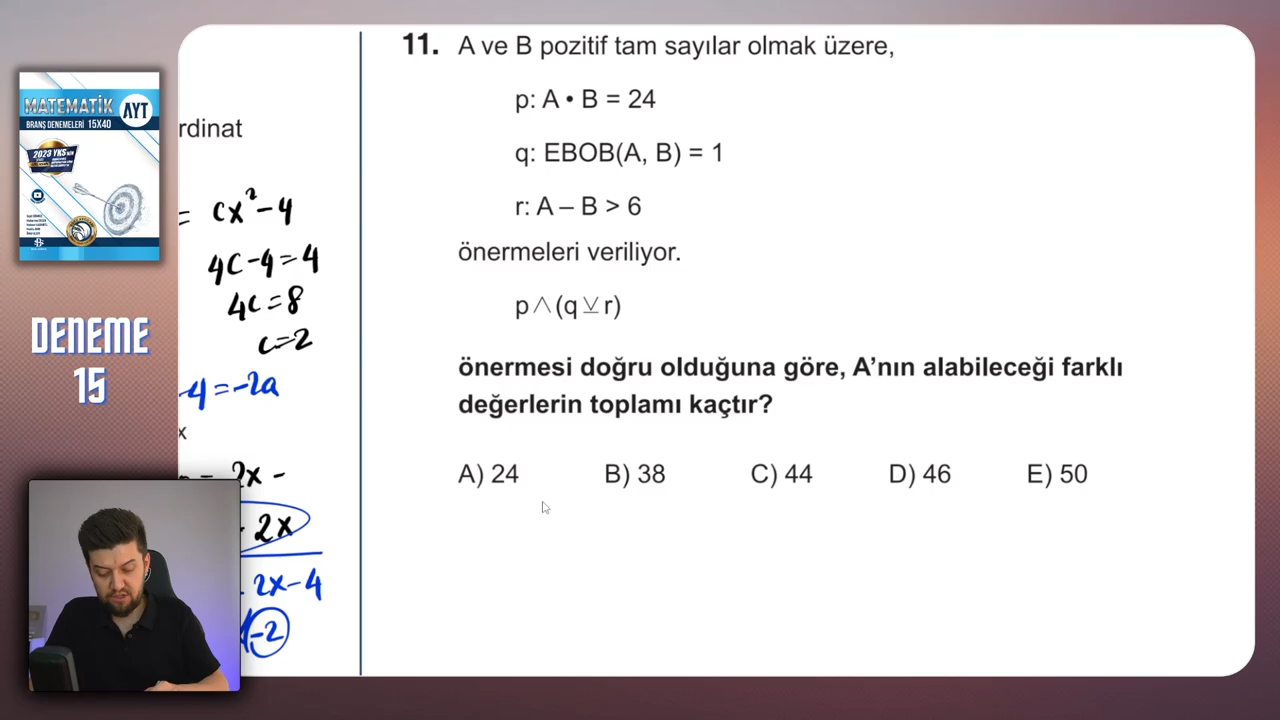 MATEMATİK AYT
BRANŞ DENEMELERİ 15X40
DENEME
15
rdinat
= cx²-4
4c-4=4
4c=8
c=2
-4=-2a
x
2x -
2x
2x-4
-2
11. A ve B pozitif tam sayılar olmak üzere,
p: A • B = 24
q: EBOB(A, B) = 1
r: A – B > 6
önermeleri veriliyor.
p∧(q⊻r)
önermesi doğru olduğuna göre, A’nın alabileceği farklı
değerlerin toplamı kaçtır?
A) 24 B) 38 C) 44 D) 46 E) 50